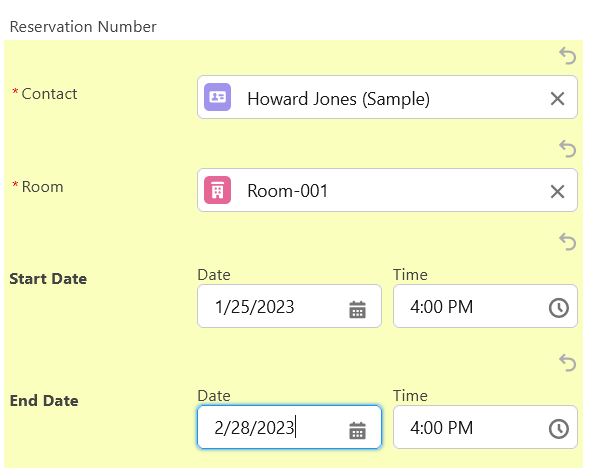 Reservation Number
* Contact
Howard Jones (Sample)
* Room
Room-001
Start Date
Date
Time
1/25/2023
4:00 PM
End Date
Date
Time
2/28/2023
4:00 PM